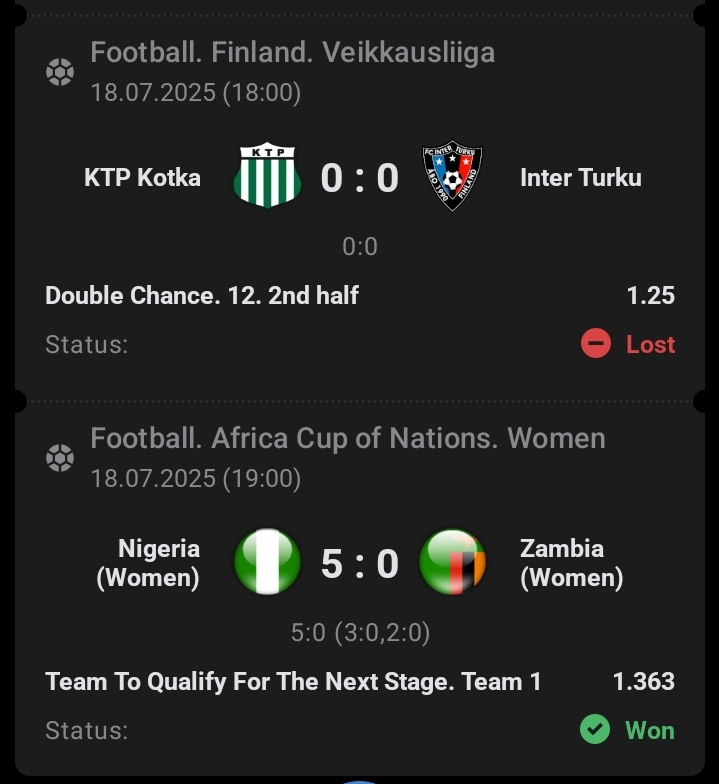 Football. Finland. Veikkausliiga
18.07.2025 (18:00)
KTP Kotka
KTP
0 : 0
FC INTER TURKU
ÅBO 1990
FINLAND
Inter Turku
0:0
Double Chance. 12. 2nd half 1.25
Status: Lost
Football. Africa Cup of Nations. Women
18.07.2025 (19:00)
Nigeria
(Women)
5 : 0
Zambia
(Women)
5:0 (3:0,2:0)
Team To Qualify For The Next Stage. Team 1 1.363
Status: Won